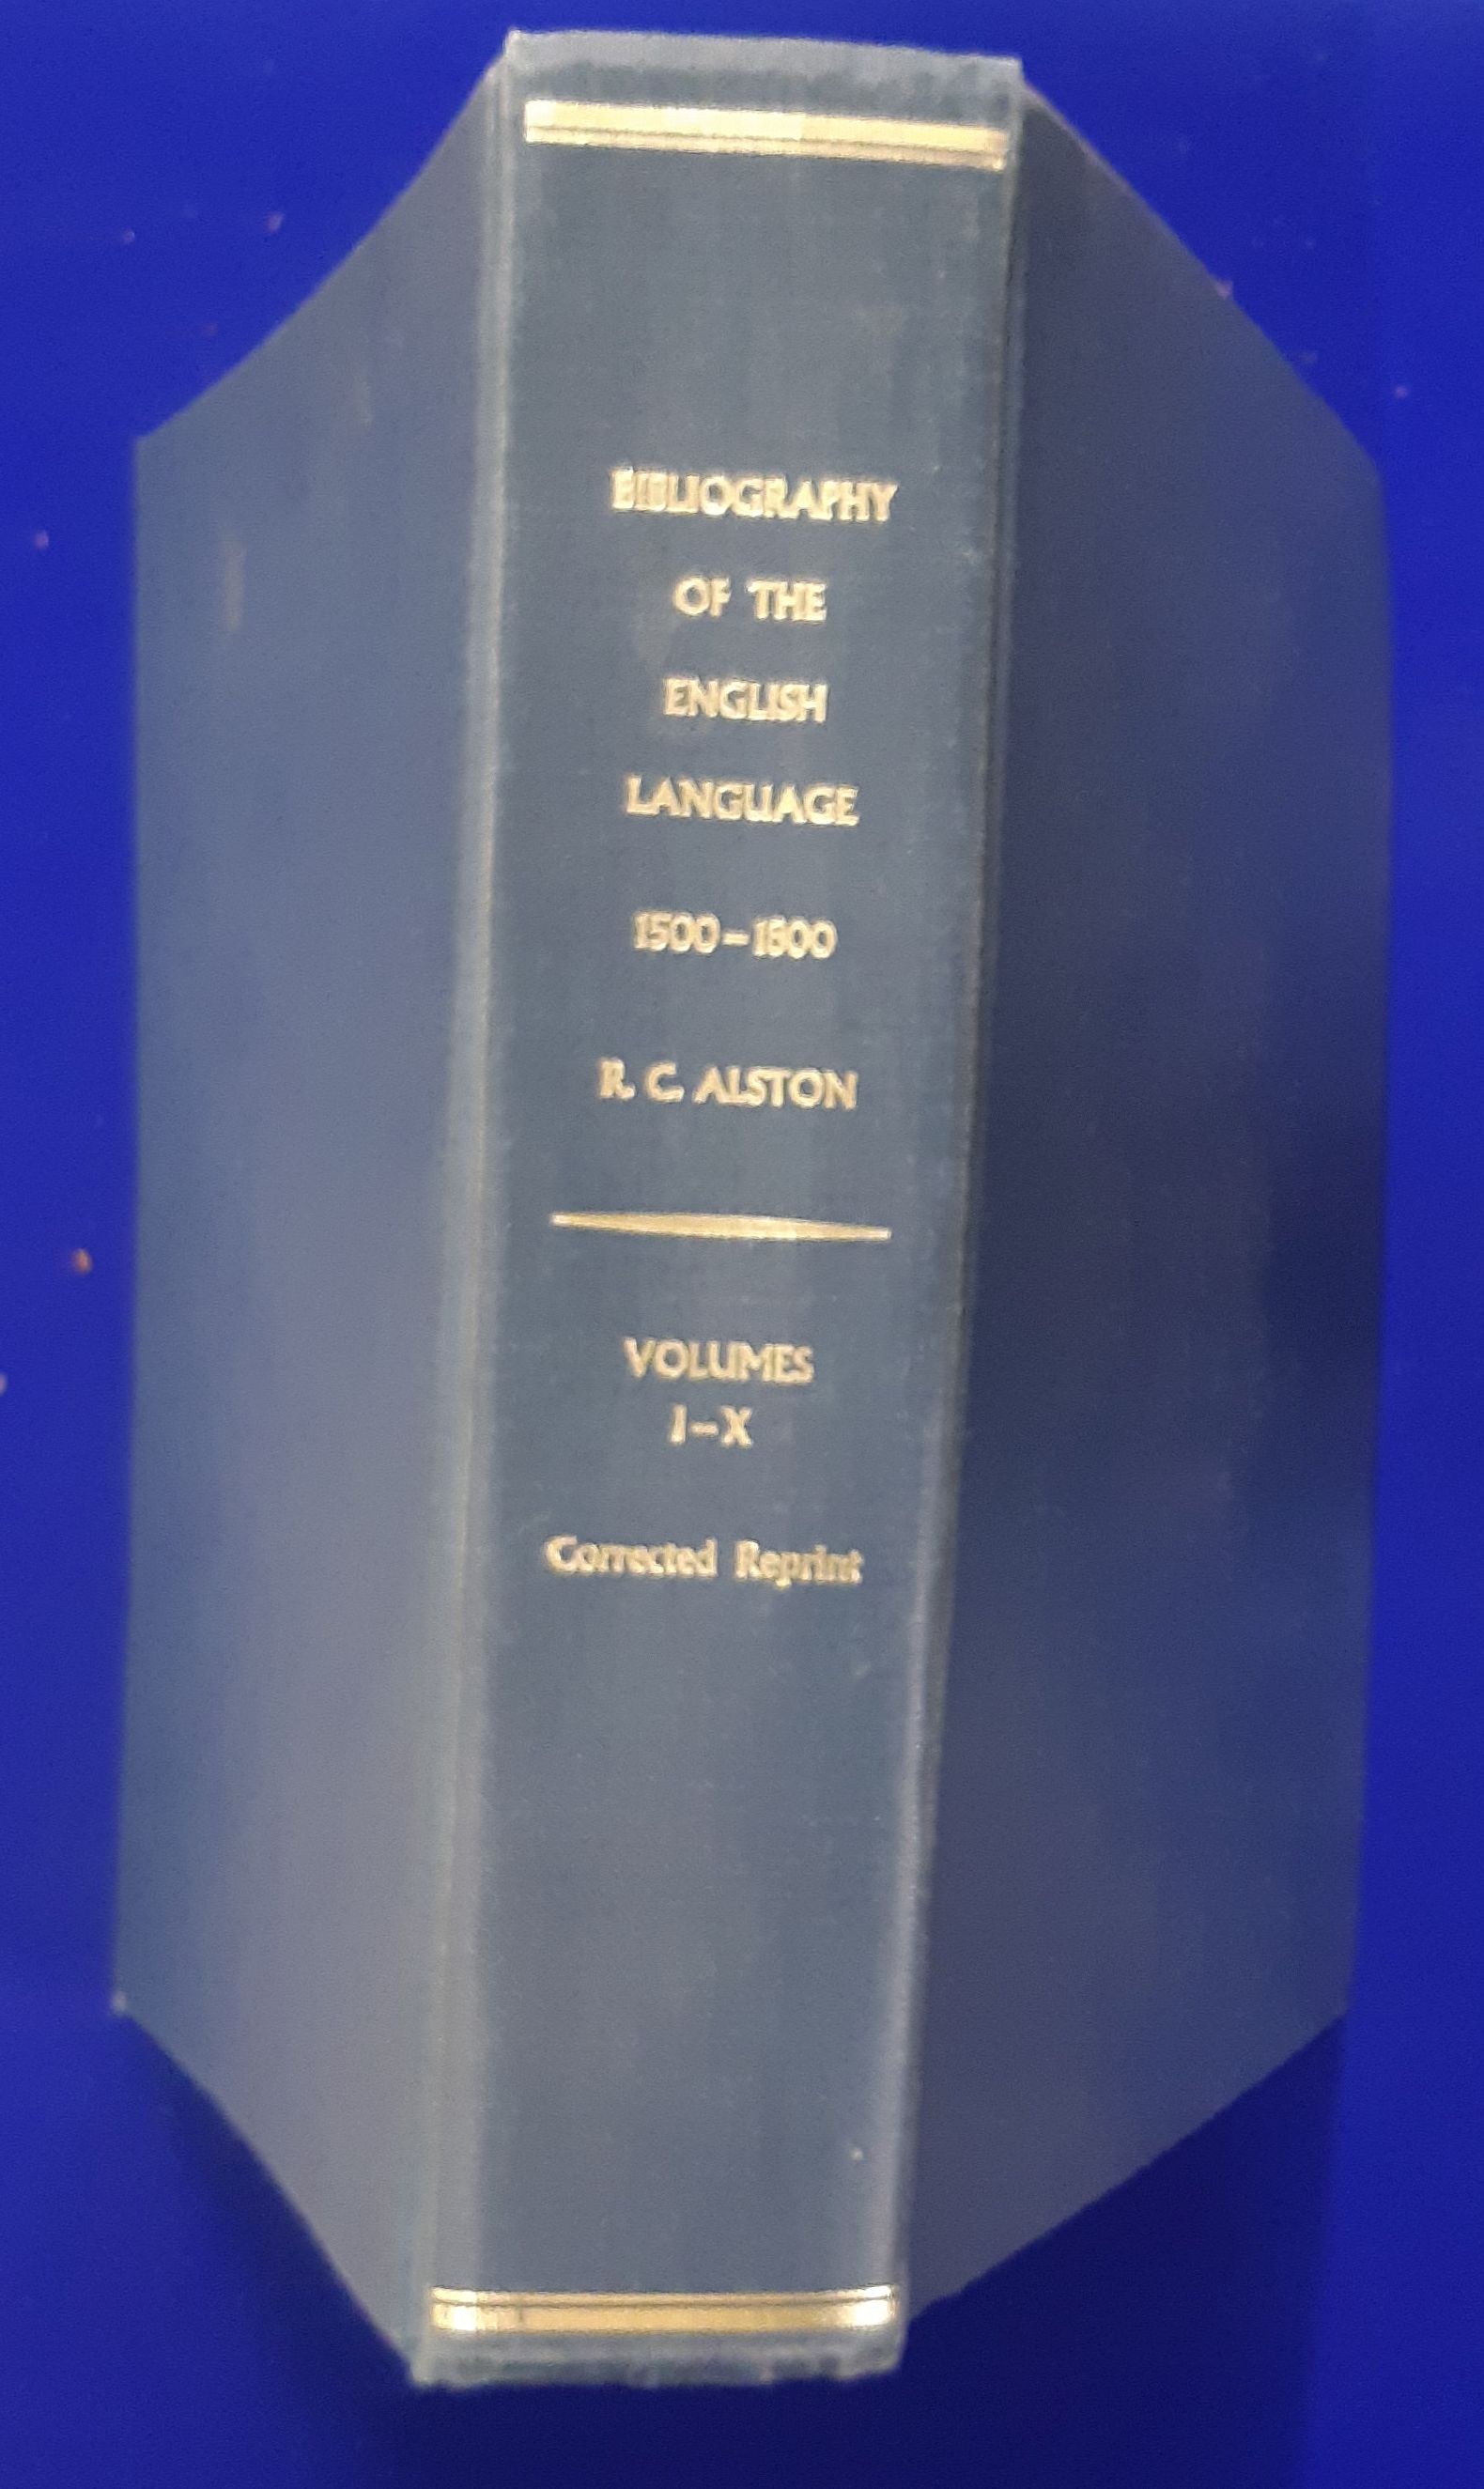 BIBLIOGRAPHY
OF THE
ENGLISH
LANGUAGE
1500–1800
R. C. ALSTON
VOLUMES
I–X
Corrected Reprint